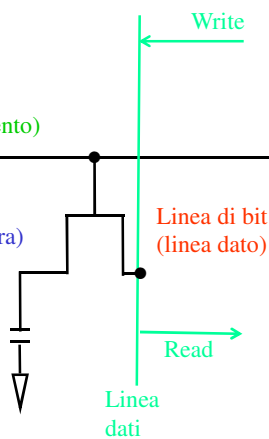 Write
ento)
Linea di bit
(linea dato)
ra)
Read
Linea
dati